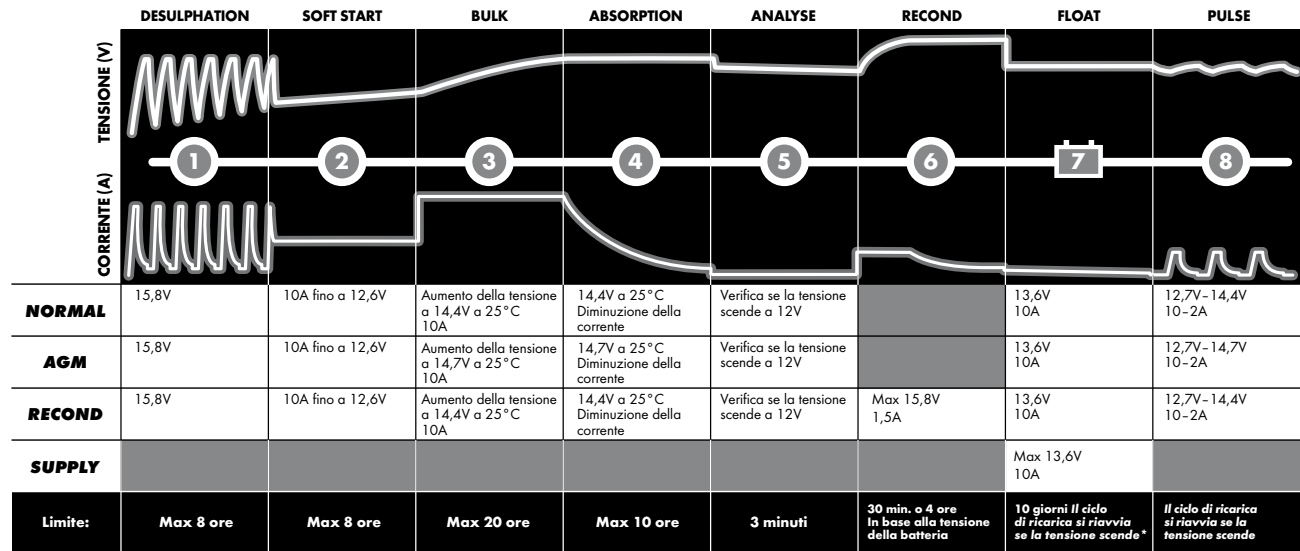 DESULPHATION SOFT START BULK ABSORPTION ANALYSE RECOND FLOAT PULSE
TENSIONE (V)
1 2 3 4 5 6 7 8
CORRENTE (A)
NORMAL
15,8V
10A fino a 12,6V
Aumento della tensione
a 14,4V a 25°C
10A
14,4V a 25°C
Diminuzione della
corrente
Verifica se la tensione
scende a 12V
13,6V
10A
12,7V–14,4V
10–2A
AGM
15,8V
10A fino a 12,6V
Aumento della tensione
a 14,7V a 25°C
10A
14,7V a 25°C
Diminuzione della
corrente
Verifica se la tensione
scende a 12V
13,6V
10A
12,7V–14,7V
10–2A
RECOND
15,8V
10A fino a 12,6V
Aumento della tensione
a 14,4V a 25°C
10A
14,4V a 25°C
Diminuzione della
corrente
Verifica se la tensione
scende a 12V
Max 15,8V
1,5A
13,6V
10A
12,7V–14,4V
10–2A
SUPPLY
Max 13,6V
10A
Limite:
Max 8 ore
Max 8 ore
Max 20 ore
Max 10 ore
3 minuti
30 min. o 4 ore
In base alla tensione
della batteria
10 giorni Il ciclo
di ricarica si riavvia
se la tensione scende*
Il ciclo di ricarica
si riavvia se la
tensione scende